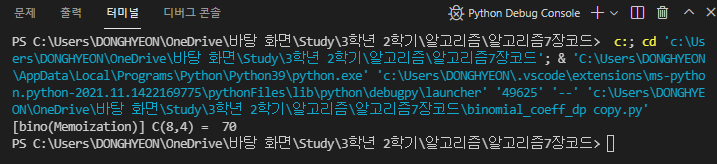 문제 출력 터미널 디버그 콘솔 Python Debug Console
PS C:\Users\DONGHYEON\OneDrive\바탕 화면\Study\3학년 2학기\알고리즘\알고리즘7장코드>  c:; cd 'c:\Us
ers\DONGHYEON\OneDrive\바탕 화면\Study\3학년 2학기\알고리즘\알고리즘7장코드'; & 'C:\Users\DONGHYEON
\AppData\Local\Programs\Python\Python39\python.exe' 'c:\Users\DONGHYEON\.vscode\extensions\ms-pytho
n.python-2021.11.1422169775\pythonFiles\lib\python\debugpy\launcher' '49625' '--' 'c:\Users\DONGHYE
ON\OneDrive\바탕 화면\Study\3학년 2학기\알고리즘\알고리즘7장코드\binomial_coeff_dp copy.py'
[bino(Memoization)] C(8,4) =  70
PS C:\Users\DONGHYEON\OneDrive\바탕 화면\Study\3학년 2학기\알고리즘\알고리즘7장코드>